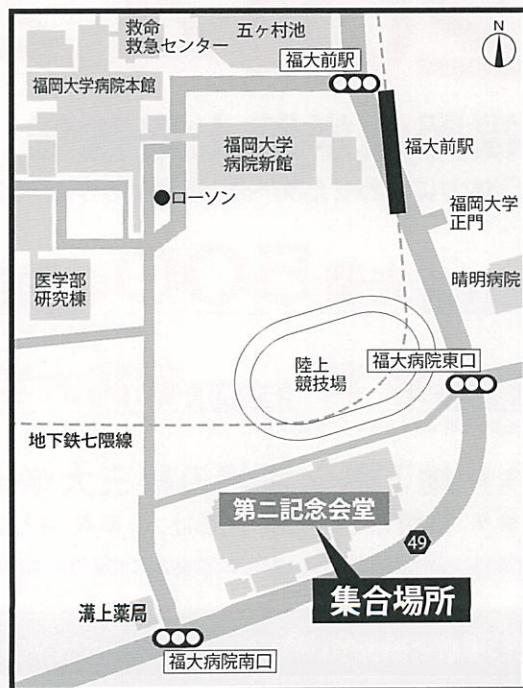 救命
救急センター
五ヶ村池
N
福大前駅
福岡大学病院本館
福岡大学
病院新館
福大前駅
ローソン
福岡大学
正門
医学部
研究棟
晴明病院
陸上
競技場
福大病院東口
地下鉄七隈線
第二記念会堂
49
集合場所
溝上薬局
福大病院南口